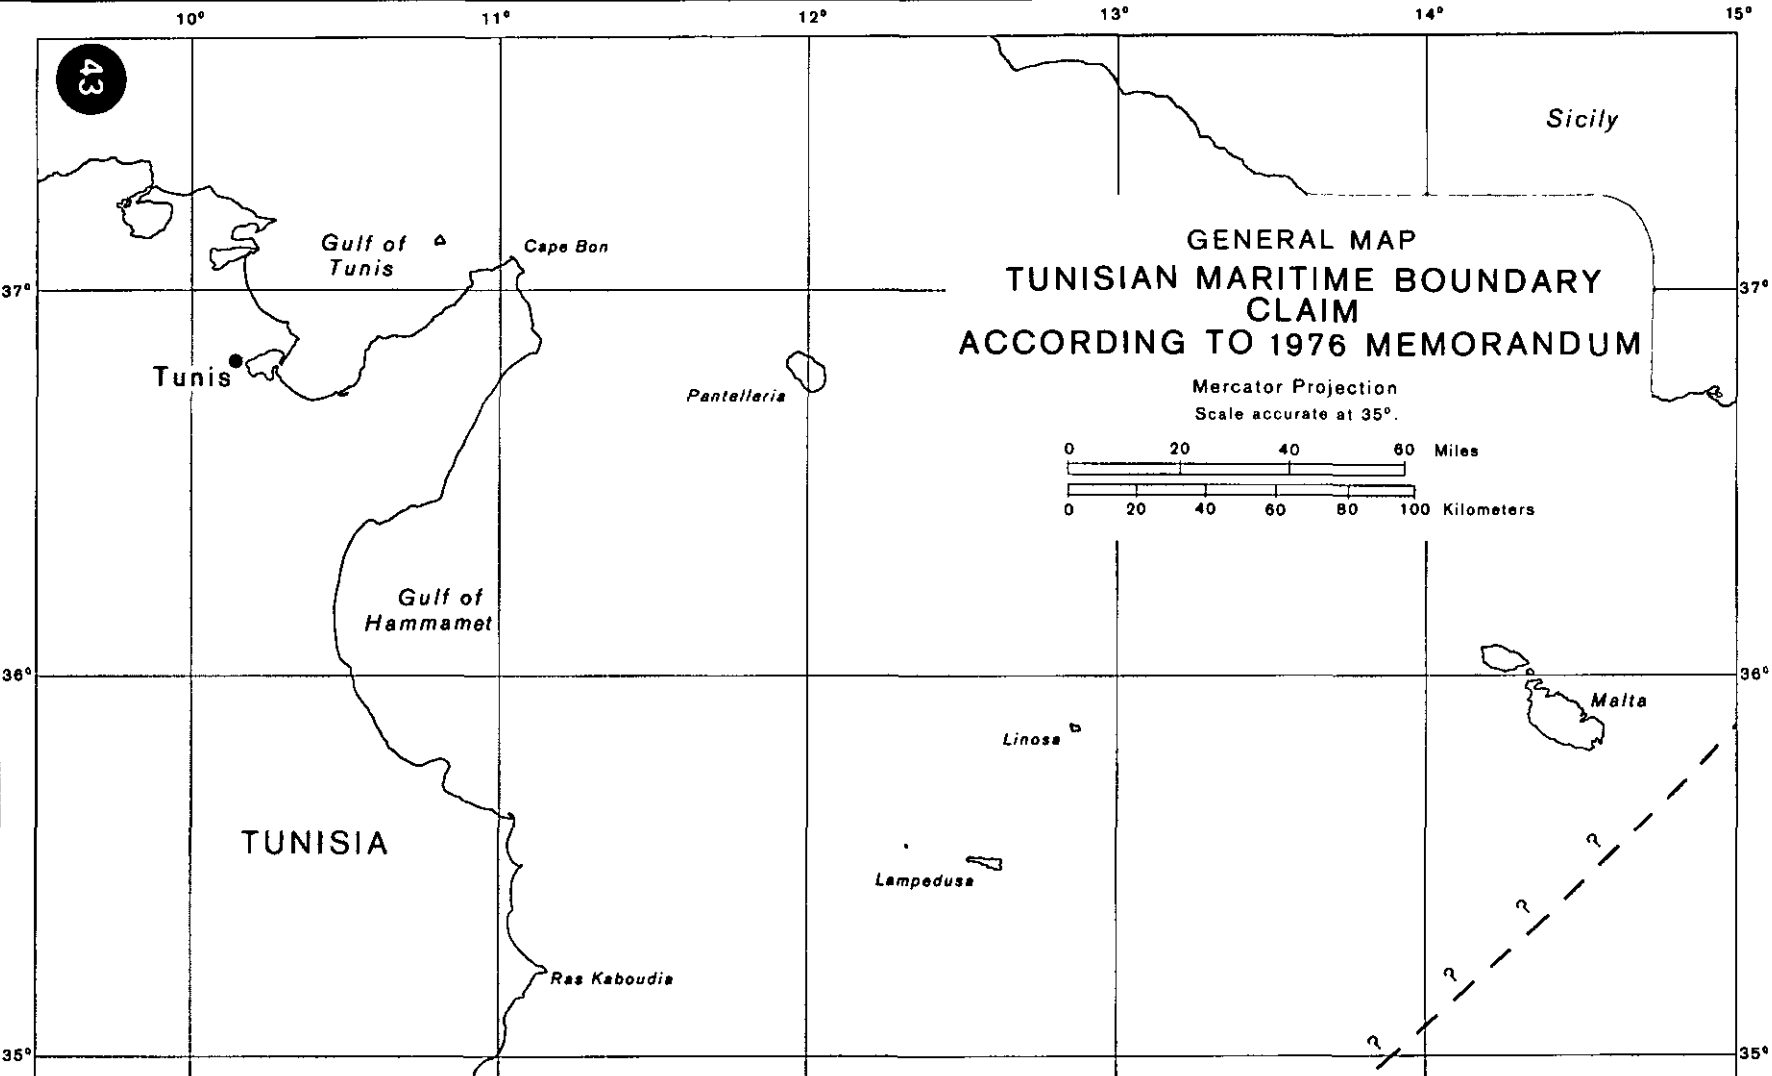 10° 11° 12° 13° 14° 15°
43
Sicily
Gulf of
Tunis
Cape Bon
GENERAL MAP
TUNISIAN MARITIME BOUNDARY
CLAIM
ACCORDING TO 1976 MEMORANDUM
37° 37°
Tunis
Pantelleria
Mercator Projection
Scale accurate at 35°.
0 20 40 60 Miles
0 20 40 60 80 100 Kilometers
Gulf of
Hammamet
36° 36°
Malta
Linosa
TUNISIA
?
Lampedusa
?
Ras Kaboudia
?
?
35° 35°